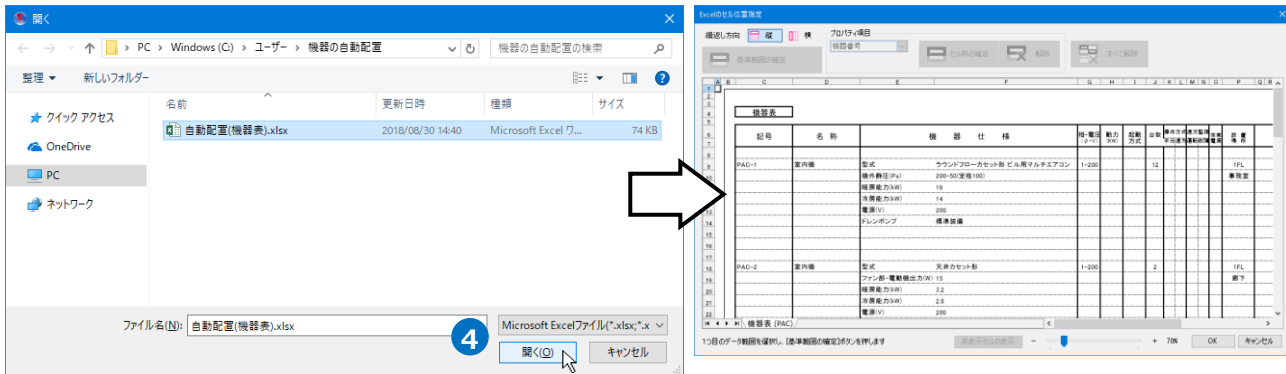 開く
PC > Windows (C:) > ユーザー > 機器の自動配置
機器の自動配置の検索
整理
新しいフォルダー
名前
更新日時
種類
サイズ
クイック アクセス
OneDrive
PC
ネットワーク
自動配置(機器表).xlsx
2018/08/30 14:40
Microsoft Excel ワ...
74 KB
ファイル名(N):
自動配置(機器表).xlsx
Microsoft Excelファイル(*.xlsx;*.x
4
開く(O)
キャンセル
Excelのセル位置指定
繰返し方向
縦
横
プロパティ項目
機器番号
基準範囲の確定
セル枠の確定
解除
すべて解除
A B C D E F G H I J K L M N O P Q R
機器表
記号
名 称
機 器 仕 様
相-電圧
(φ-V)
動力
(KW)
起動
方式
台数
設 置
場 所
PAC-1
室内機
型式
ラウンドフローカセット形 ビル用マルチエアコン
1-200
12
1FL
機外静圧(Pa)
200-50(定格100)
事務室
暖房能力(kW)
16
冷房能力(kW)
14
電源(V)
200
ドレンポンプ
標準装備
PAC-2
室内機
型式
天井カセット形
1-200
2
1FL
ファン部-電動機出力(W)
15
廊下
暖房能力(kW)
3.2
冷房能力(kW)
2.8
電源(V)
200
機器表 (PAC)
1つ目のデータ範囲を選択し、[基準範囲の確定]ボタンを押します
非表示セルの表示
70%
OK
キャンセル